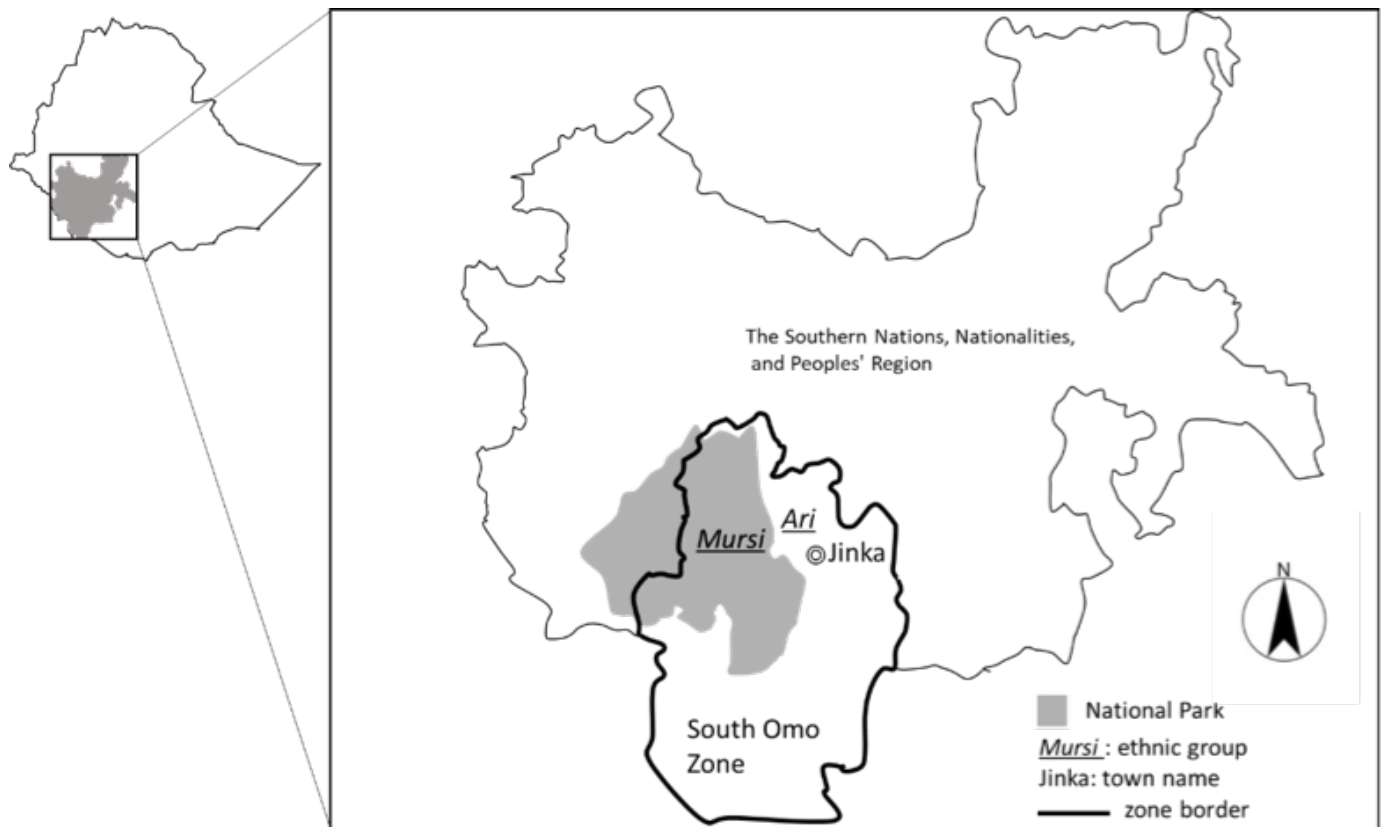 The Southern Nations, Nationalities,
and Peoples' Region
Ari
Mursi
Jinka
N
South Omo
Zone
National Park
Mursi : ethnic group
Jinka: town name
zone border